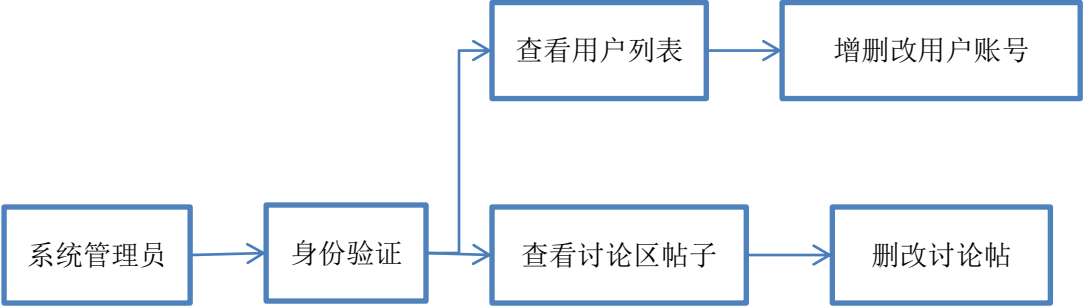 查看用户列表
增删改用户账号
系统管理员
身份验证
查看讨论区帖子
删改讨论帖